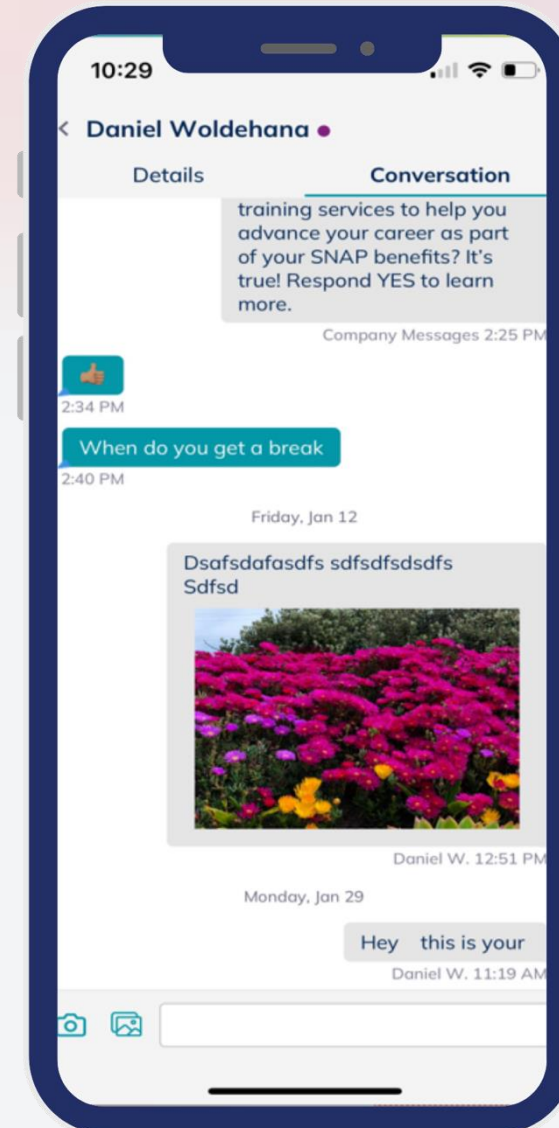 10:29
< Daniel Woldehana
Details
Conversation
training services to help you
advance your career as part
of your SNAP benefits? It's
true! Respond YES to learn
more.
Company Messages 2:25 PM
👍🏽
2:34 PM
When do you get a break
2:40 PM
Friday, Jan 12
Dsafsdafasdfs sdfsdfsdsdfs
Sdfsd
Daniel W. 12:51 PM
Monday, Jan 29
Hey this is your
Daniel W. 11:19 AM